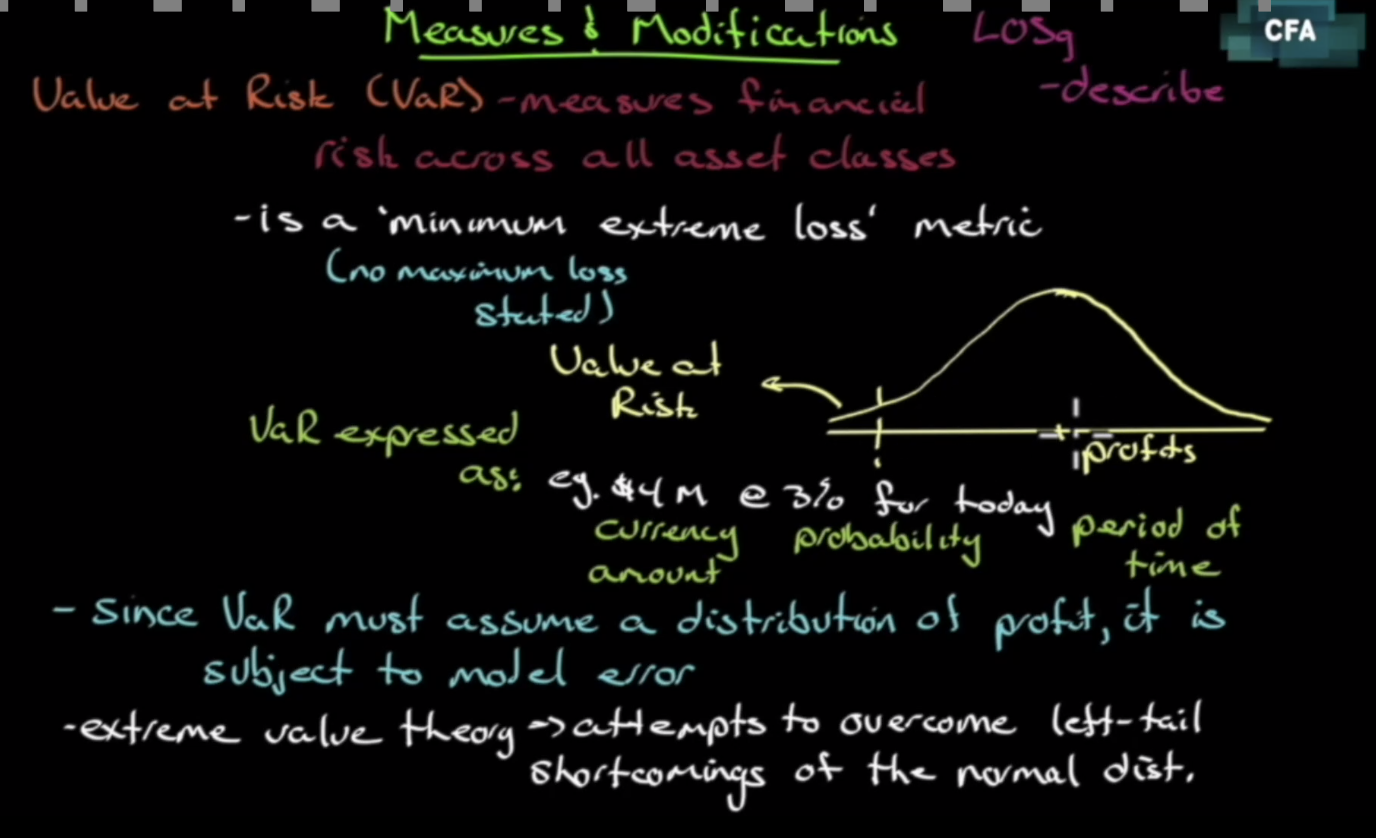 Measures & Modifications
LOSg
CFA
-describe
Value at Risk (VaR) -measures financial
risk across all asset classes
-is a 'minimum extreme loss' metric
(no maximum loss
stated)
Value at
Risk
profits
VaR expressed
as:
eg. $4M @ 3% for today
currency
amount
probability
period of
time
- since VaR must assume a distribution of profit, it is
subject to model error
-extreme value theory -> attempts to overcome left-tail
shortcomings of the normal dist.